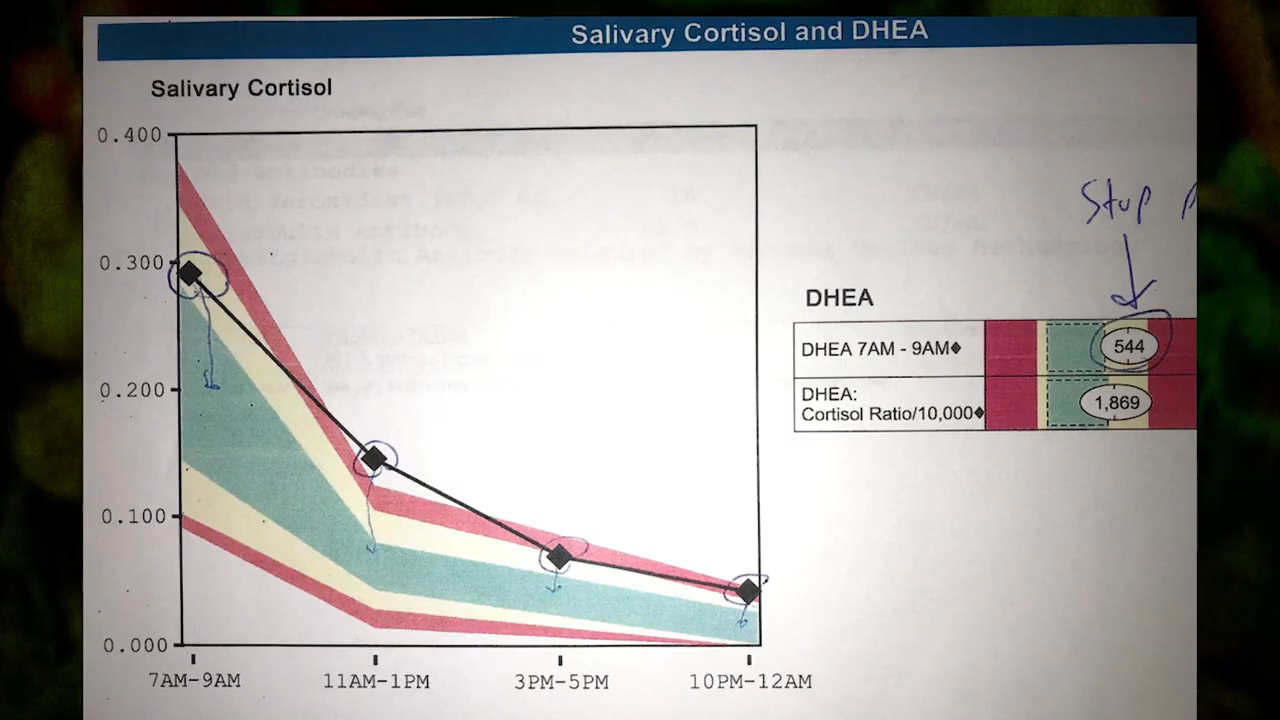 Salivary Cortisol and DHEA
Salivary Cortisol
0.400
0.300
0.200
0.100
0.000
7AM-9AM
11AM-1PM
3PM-5PM
10PM-12AM
Stop
DHEA
DHEA 7AM - 9AM♦
544
DHEA:
Cortisol Ratio/10,000♦
1,869